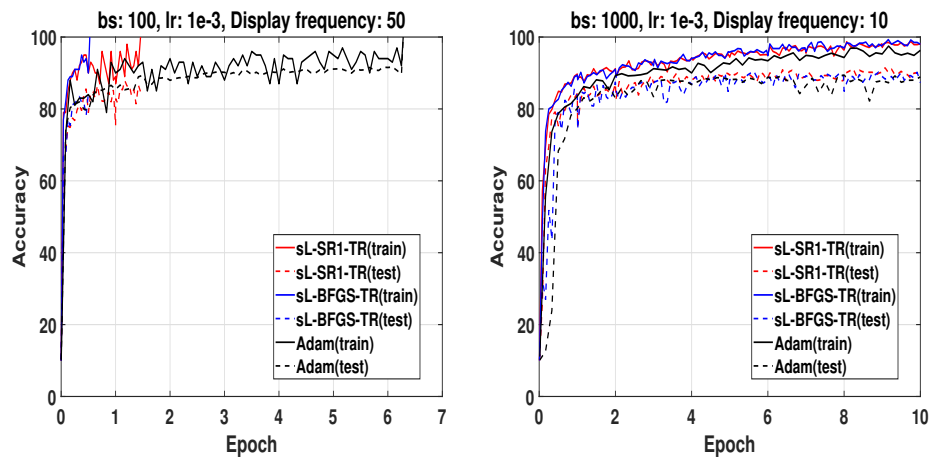 bs: 100, lr: 1e-3, Display frequency: 50
100
80
60
40
20
0
Accuracy
0 1 2 3 4 5 6 7
Epoch
sL-SR1-TR(train)
sL-SR1-TR(test)
sL-BFGS-TR(train)
sL-BFGS-TR(test)
Adam(train)
Adam(test)
bs: 1000, lr: 1e-3, Display frequency: 10
100
80
60
40
20
0
Accuracy
0 2 4 6 8 10
Epoch
sL-SR1-TR(train)
sL-SR1-TR(test)
sL-BFGS-TR(train)
sL-BFGS-TR(test)
Adam(train)
Adam(test)